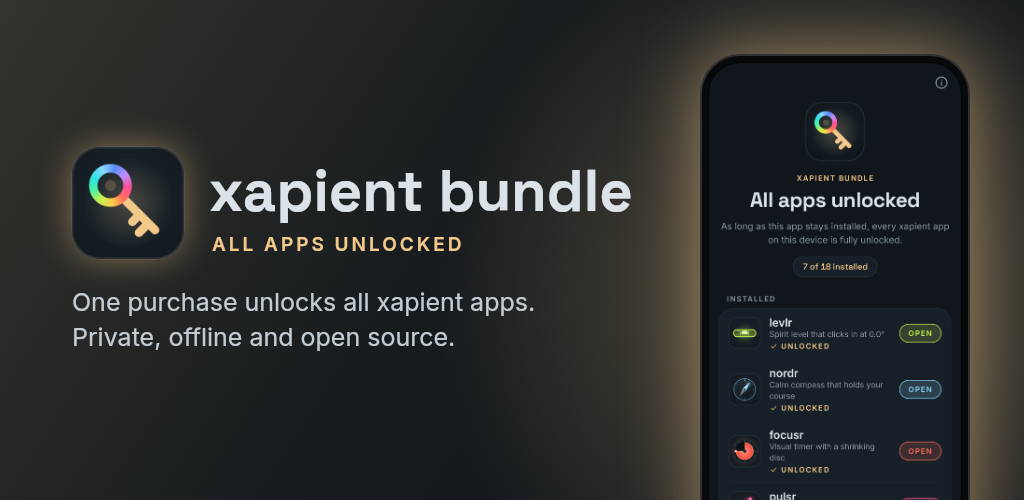 xapient bundle
ALL APPS UNLOCKED
One purchase unlocks all xapient apps.
Private, offline and open source.
XAPIENT BUNDLE
All apps unlocked
As long as this app stays installed, every xapient app
on this device is fully unlocked.
7 of 18 installed
INSTALLED
levlr
Spirit level that clicks in at 0.0°
✓ UNLOCKED
OPEN
nordr
Calm compass that holds your
course
✓ UNLOCKED
OPEN
focusr
Visual timer with a shrinking
disc
✓ UNLOCKED
OPEN
pulsr